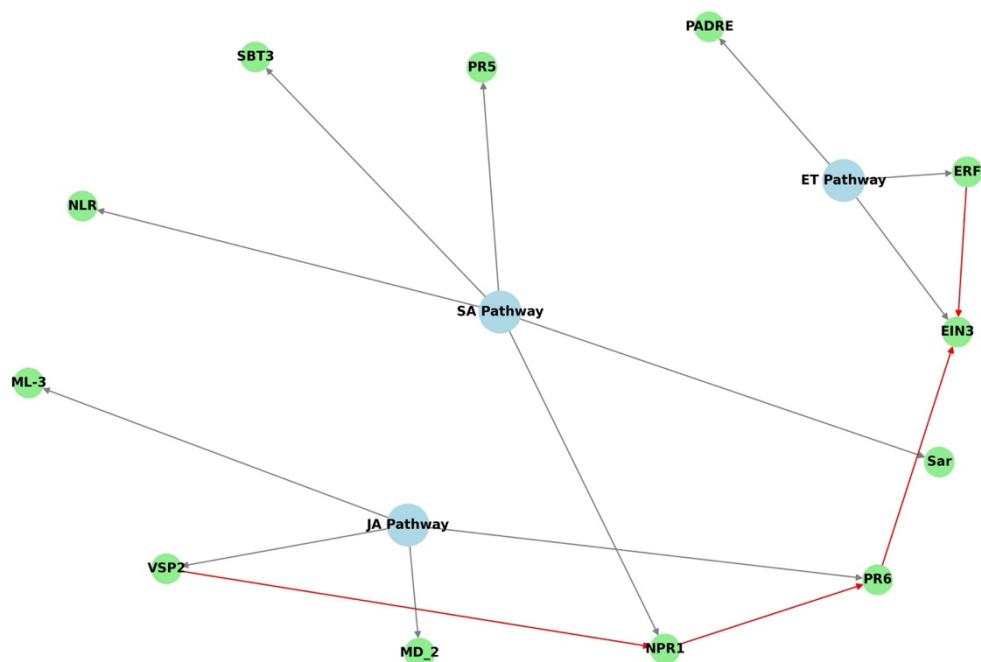 PADRE
SBT3
PR5
ERF
ET Pathway
NLR
SA Pathway
EIN3
ML-3
Sar
JA Pathway
VSP2
PR6
NPR1
MD_2